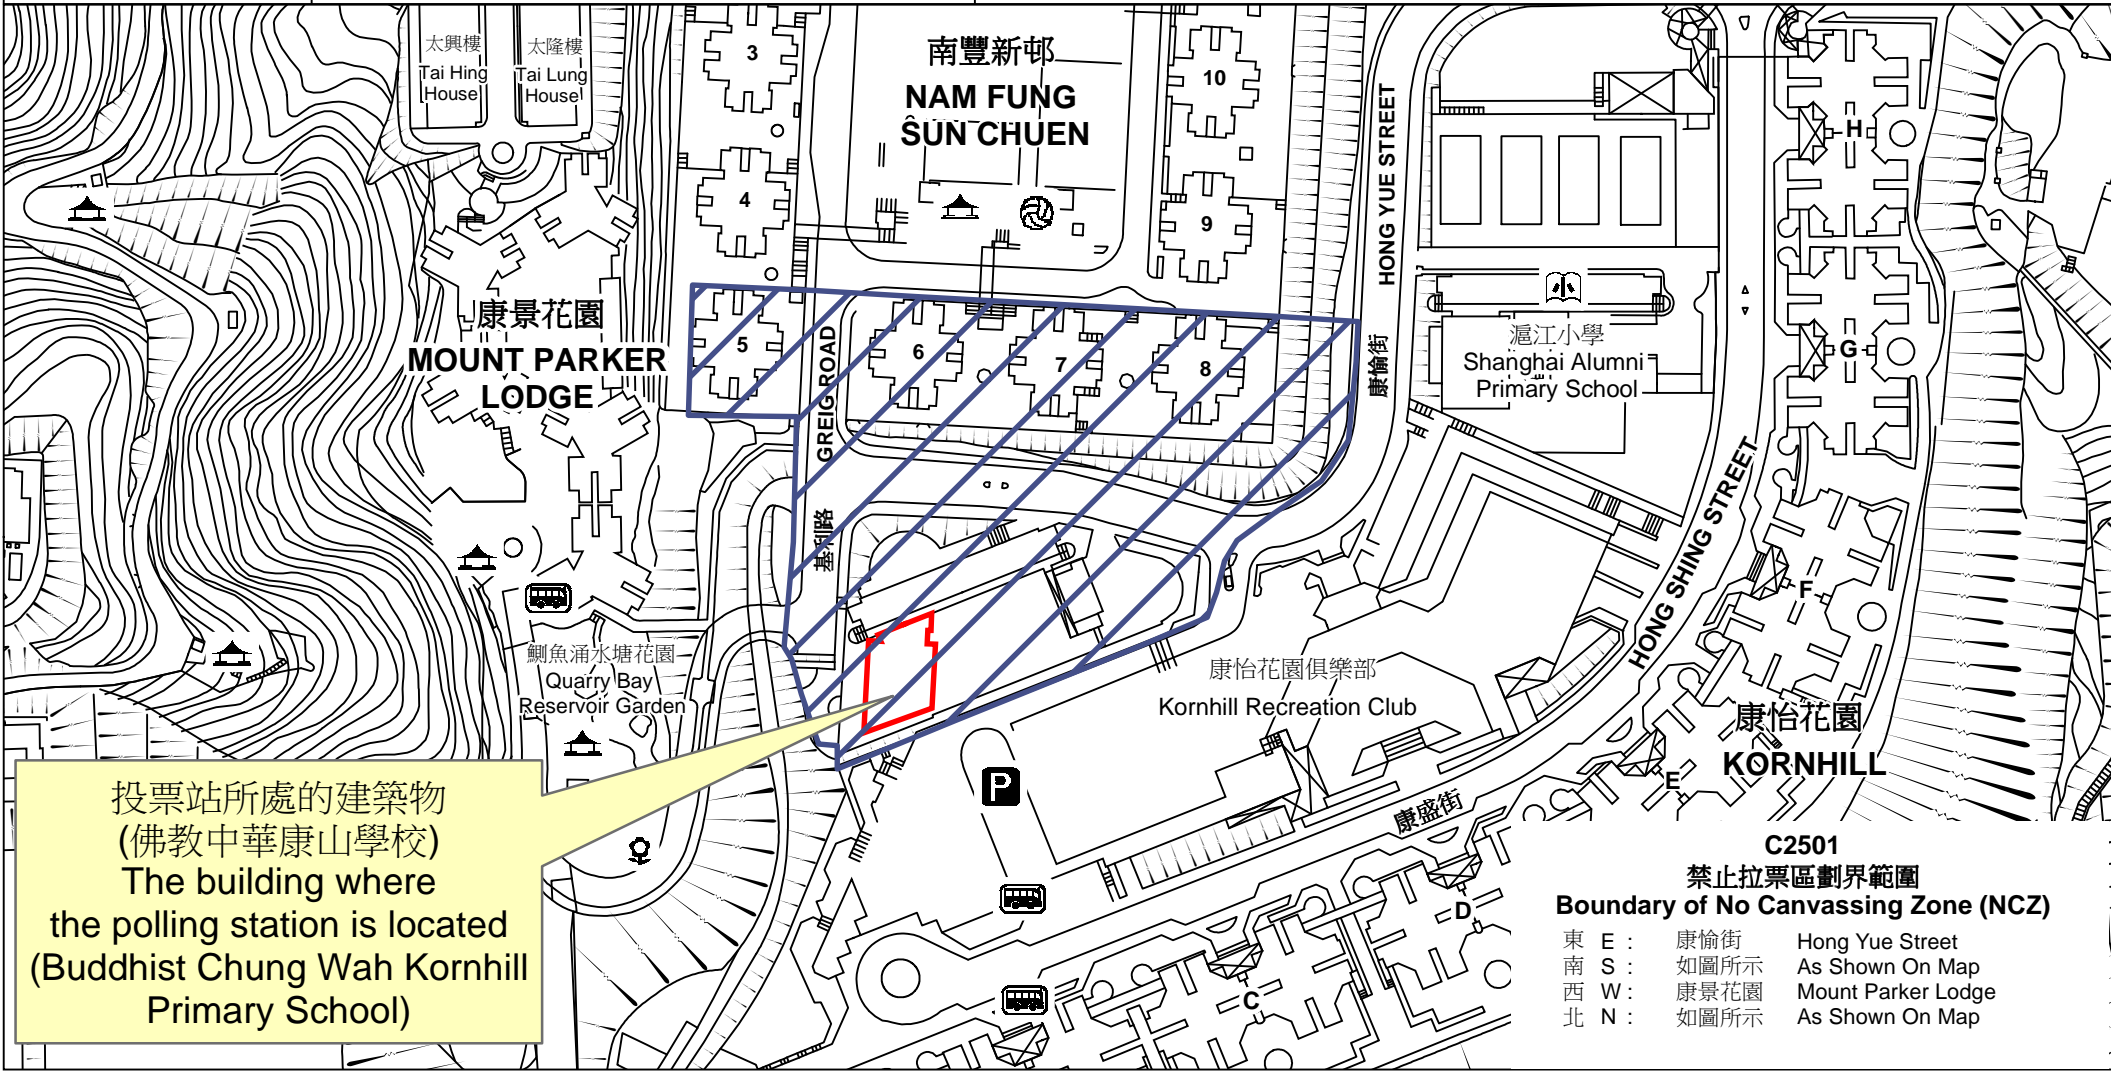 太興樓
Tai Hing
House
太隆樓
Tai Lung
House
3
南豐新邨
NAM FUNG
SUN CHUEN
10
4
9
HONG YUE STREET
康愉街
H
G
康景花園
MOUNT PARKER
LODGE
5
GREIG ROAD
基利路
6
7
8
小
滬江小學
Shanghai Alumni
Primary School
HONG SHING STREET
康盛街
F
鰂魚涌水塘花園
Quarry Bay
Reservoir Garden
康怡花園俱樂部
Kornhill Recreation Club
康怡花園
KORNHILL
E
P
D
C
投票站所處的建築物
(佛教中華康山學校)
The building where
the polling station is located
(Buddhist Chung Wah Kornhill
Primary School)
C2501
禁止拉票區劃界範圍
Boundary of No Canvassing Zone (NCZ)
東 E : 康愉街 Hong Yue Street
南 S : 如圖所示 As Shown On Map
西 W : 康景花園 Mount Parker Lodge
北 N : 如圖所示 As Shown On Map